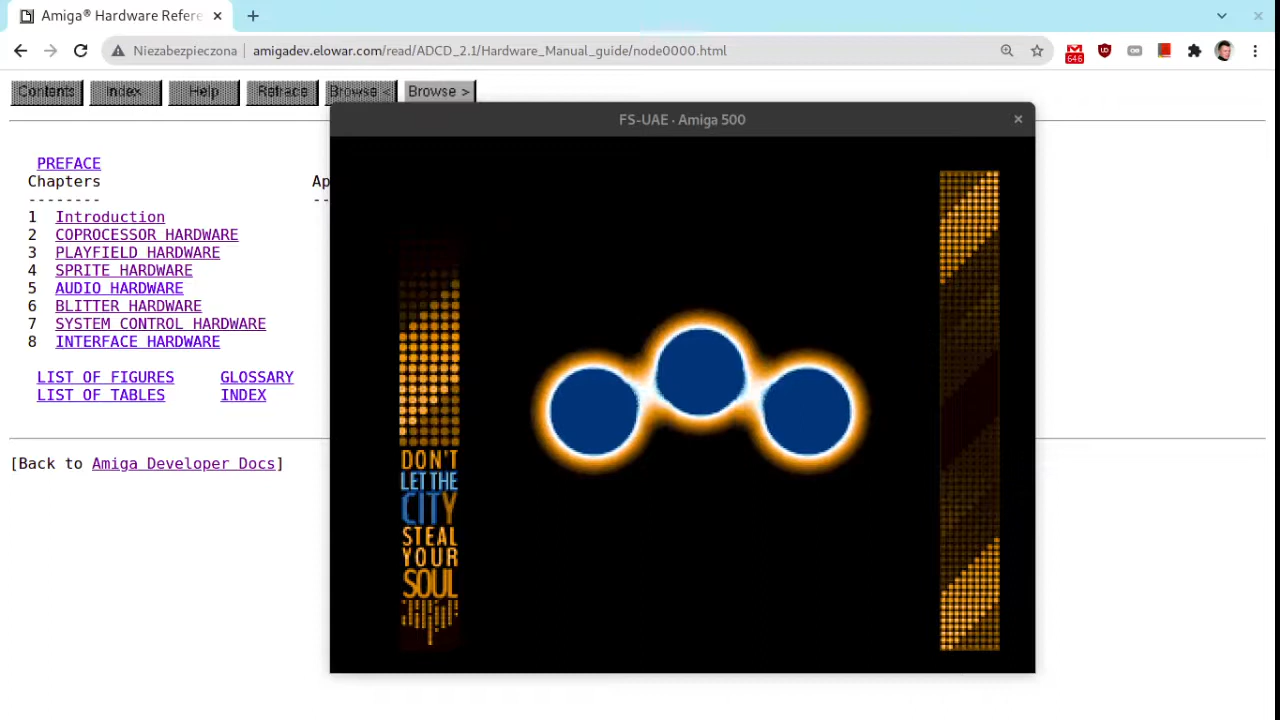 Amiga® Hardware Refere
Niezabezpieczona
amigadev.elowar.com/read/ADCD_2.1/Hardware_Manual_guide/node0000.html
646
Contents Index Help Retrace Browse < Browse >
FS-UAE · Amiga 500
PREFACE
Chapters Ap
-------- --
1 Introduction
2 COPROCESSOR HARDWARE
3 PLAYFIELD HARDWARE
4 SPRITE HARDWARE
5 AUDIO HARDWARE
6 BLITTER HARDWARE
7 SYSTEM CONTROL HARDWARE
8 INTERFACE HARDWARE
LIST OF FIGURES GLOSSARY
LIST OF TABLES INDEX
[Back to Amiga Developer Docs]
DON'T
LET THE
CITY
STEAL
YOUR
SOUL